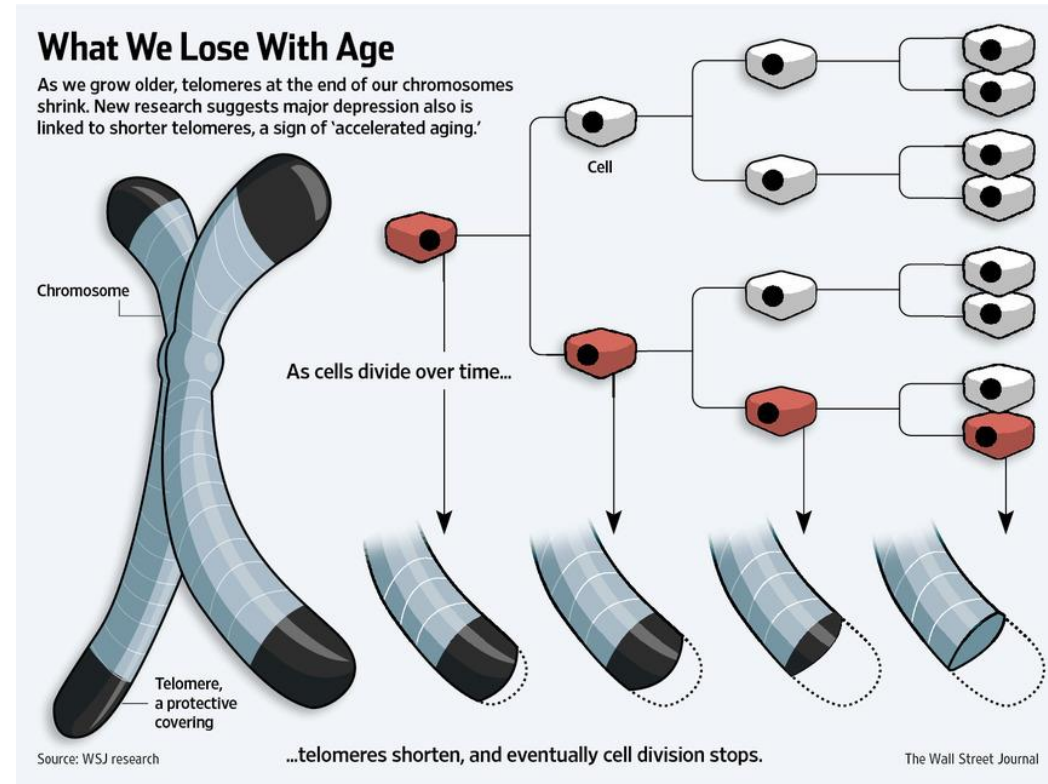 What We Lose With Age
As we grow older, telomeres at the end of our chromosomes
shrink. New research suggests major depression also is
linked to shorter telomeres, a sign of ‘accelerated aging.’
Cell
Chromosome
As cells divide over time...
Telomere,
a protective
covering
...telomeres shorten, and eventually cell division stops.
Source: WSJ research
The Wall Street Journal